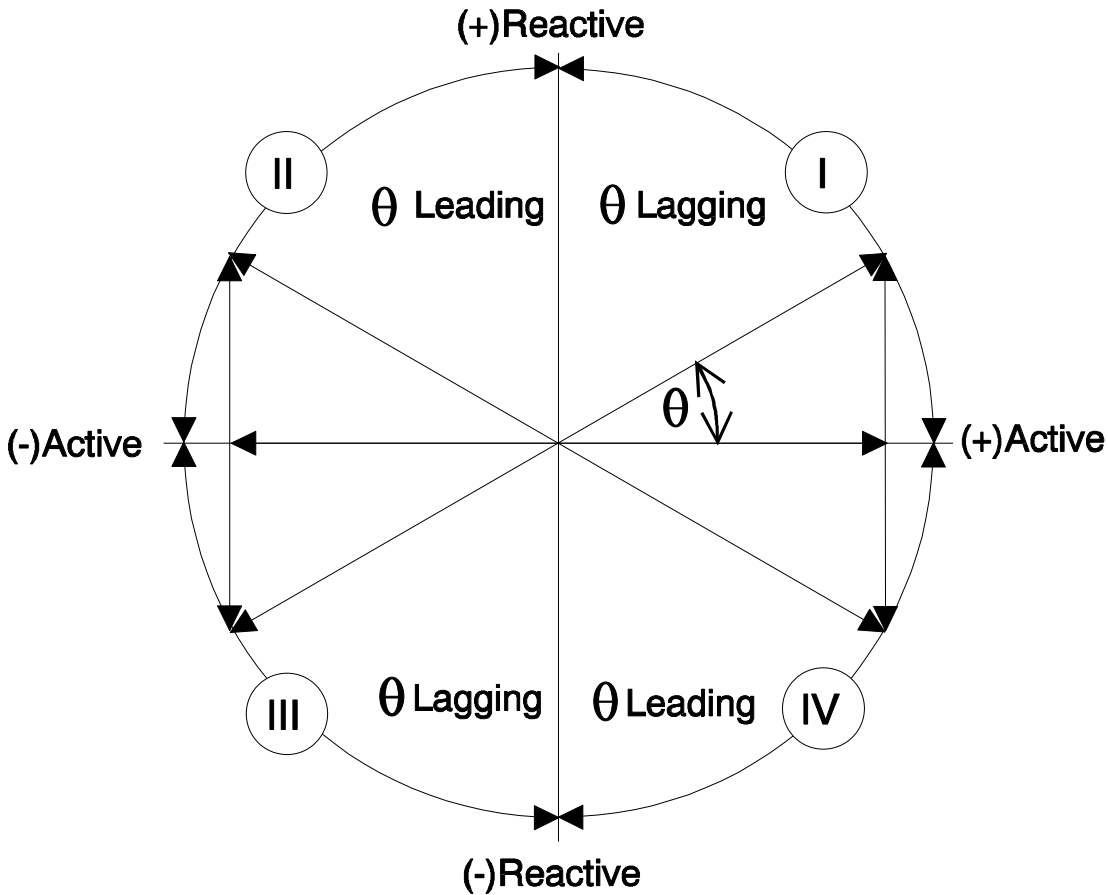 (+)Reactive
II
I
θ Leading
θ Lagging
θ
(-)Active
(+)Active
θ Lagging
θ Leading
III
IV
(-)Reactive